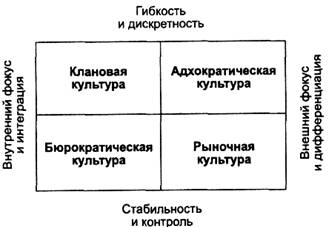 Гибкость
и дискретность
Внутренний фокус
и интеграция
Клановая
культура
Адхократическая
культура
Бюрократическая
культура
Рыночная
культура
Внешний фокус
и дифференциация
Стабильность
и контроль